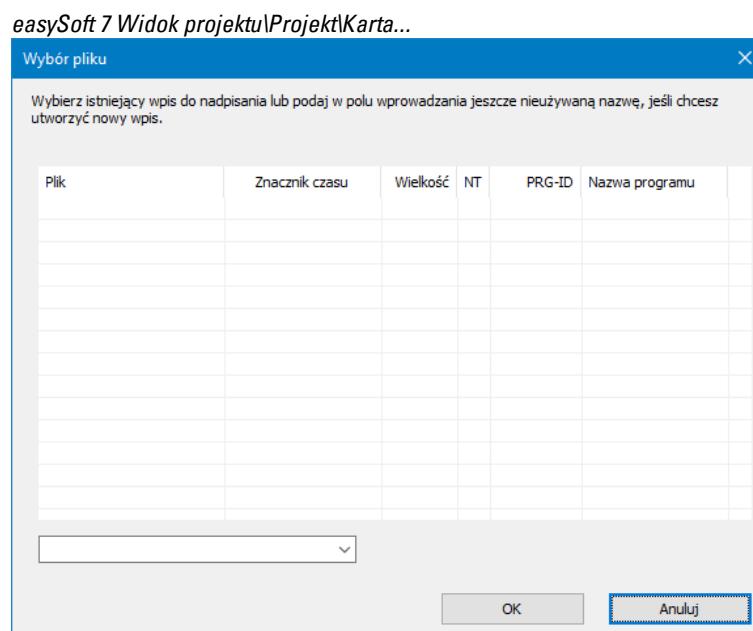 easySoft 7 Widok projektu\Projekt\Karta...
Wybór pliku
Wybierz istniejący wpis do nadpisania lub podaj w polu wprowadzania jeszcze nieużywaną nazwę, jeśli chcesz
utworzyć nowy wpis.
Plik Znacznik czasu Wielkość NT PRG-ID Nazwa programu
OK Anuluj